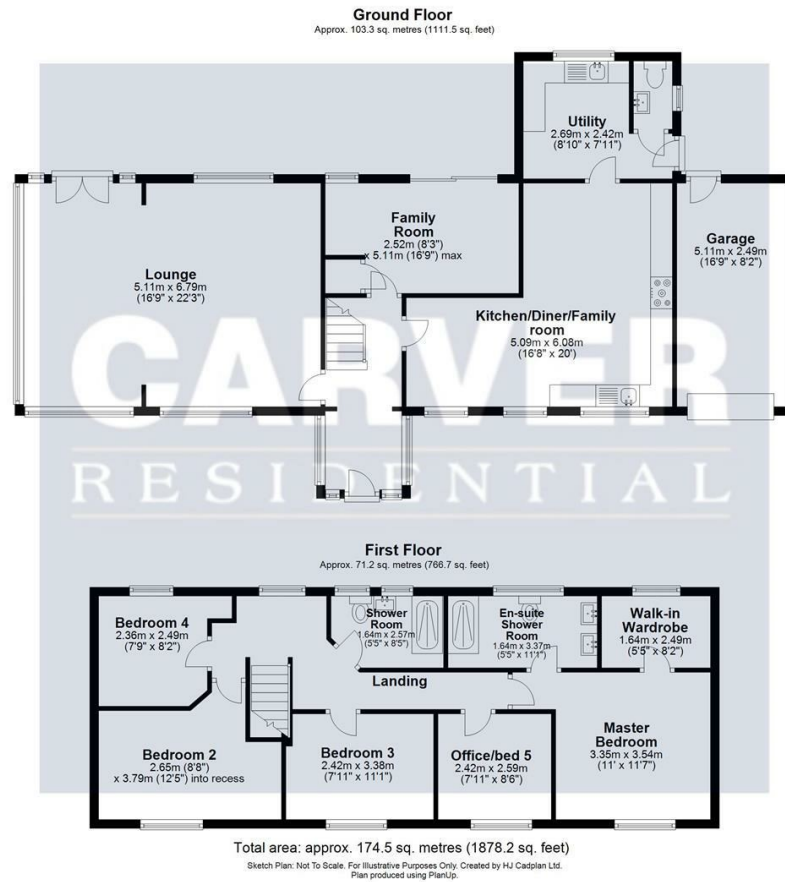 Ground Floor
Approx. 103.3 sq. metres (1111.5 sq. feet)
Utility
2.69m x 2.42m
(8'10" x 7'11")
Family
Room
2.52m (8'3")
x 5.11m (16'9") max
Garage
5.11m x 2.49m
(16'9" x 8'2")
Lounge
5.11m x 6.79m
(16'9" x 22'3")
Kitchen/Diner/Family
room
5.09m x 6.08m
(16'8" x 20')
CARVER
RESIDENTIAL
First Floor
Approx. 71.2 sq. metres (766.7 sq. feet)
Bedroom 4
2.36m x 2.49m
(7'9" x 8'2")
Shower
Room
1.64m x 2.57m
(5'5" x 8'5")
En-suite
Shower
Room
1.64m x 3.37m
(5'5" x 11'1")
Walk-in
Wardrobe
1.64m x 2.49m
(5'5" x 8'2")
Landing
Bedroom 2
2.65m (8'8")
x 3.79m (12'5") into recess
Bedroom 3
2.42m x 3.38m
(7'11" x 11'1")
Office/bed 5
2.42m x 2.59m
(7'11" x 8'6")
Master
Bedroom
3.35m x 3.54m
(11' x 11'7")
Total area: approx. 174.5 sq. metres (1878.2 sq. feet)
Sketch Plan: Not To Scale. For Illustrative Purposes Only. Created by HJ Cadplan Ltd.
Plan produced using PlanUp.